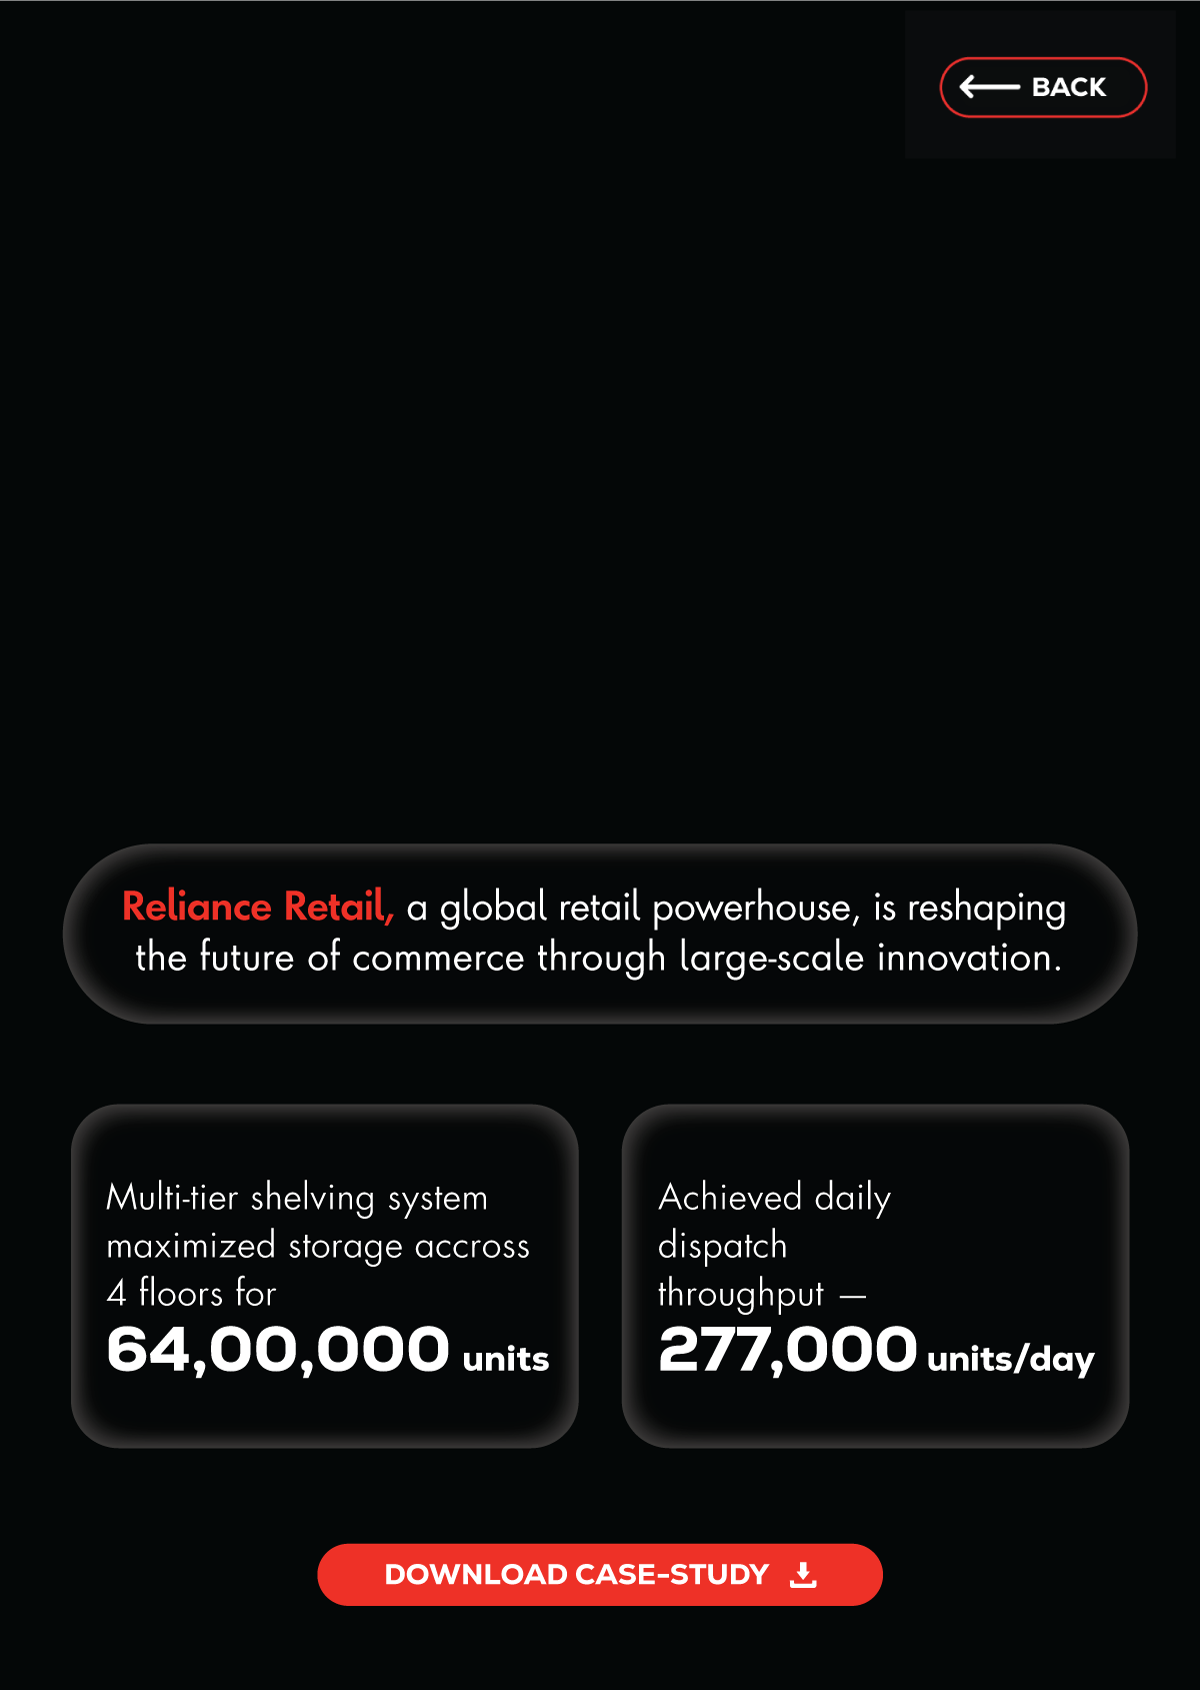 BACK
Reliance Retail, a global retail powerhouse, is reshaping
the future of commerce through large-scale innovation.
Multi-tier shelving system
maximized storage accross
4 floors for
64,00,000 units
Achieved daily
dispatch
throughput —
277,000 units/day
DOWNLOAD CASE-STUDY